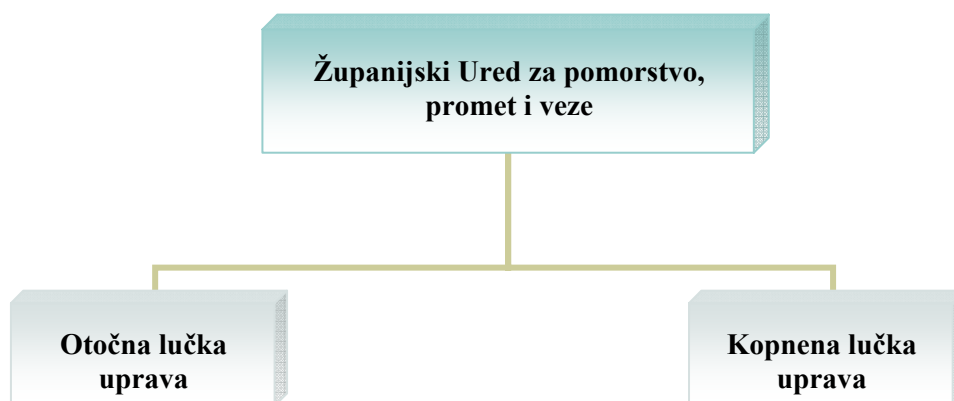 Županijski Ured za pomorstvo,
promet i veze
Otočna lučka
uprava
Kopnena lučka
uprava